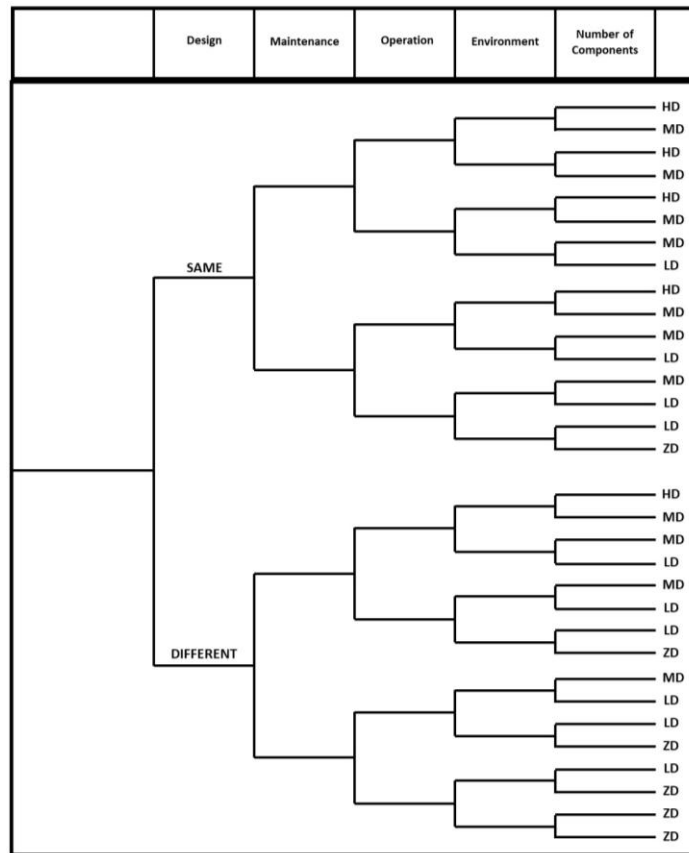 Design
Maintenance
Operation
Environment
Number of
Components
HD
MD
HD
MD
HD
MD
MD
LD
SAME
HD
MD
MD
LD
MD
LD
LD
ZD
HD
MD
MD
LD
MD
LD
LD
ZD
DIFFERENT
MD
LD
LD
ZD
LD
ZD
ZD
ZD